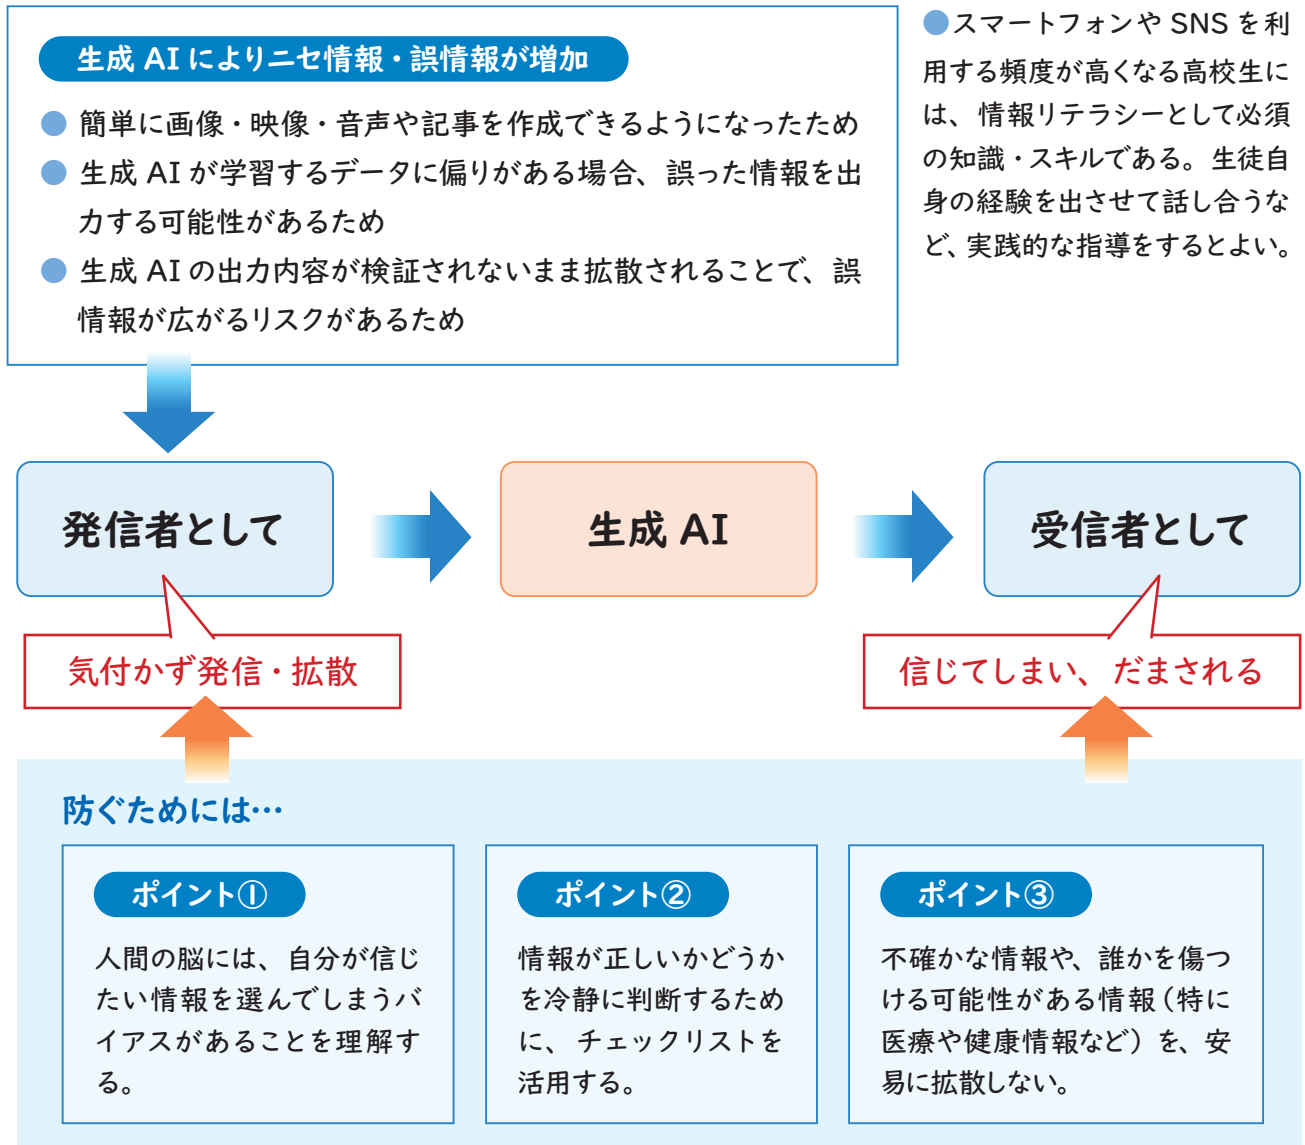 生成 AI によりニセ情報・誤情報が増加
● 簡単に画像・映像・音声や記事を作成できるようになったため
● 生成 AI が学習するデータに偏りがある場合、誤った情報を出
力する可能性があるため
● 生成 AI の出力内容が検証されないまま拡散されることで、誤
情報が広がるリスクがあるため
●スマートフォンや SNS を利
用する頻度が高くなる高校生に
は、情報リテラシーとして必須
の知識・スキルである。生徒自
身の経験を出させて話し合うな
ど、実践的な指導をするとよい。
発信者として
生成 AI
受信者として
気付かず発信・拡散
信じてしまい、だまされる
防ぐためには…
ポイント①
人間の脳には、自分が信じ
たい情報を選んでしまうバ
イアスがあることを理解す
る。
ポイント②
情報が正しいかどうか
を冷静に判断するため
に、チェックリストを
活用する。
ポイント③
不確かな情報や、誰かを傷つ
ける可能性がある情報（特に
医療や健康情報など）を、安
易に拡散しない。